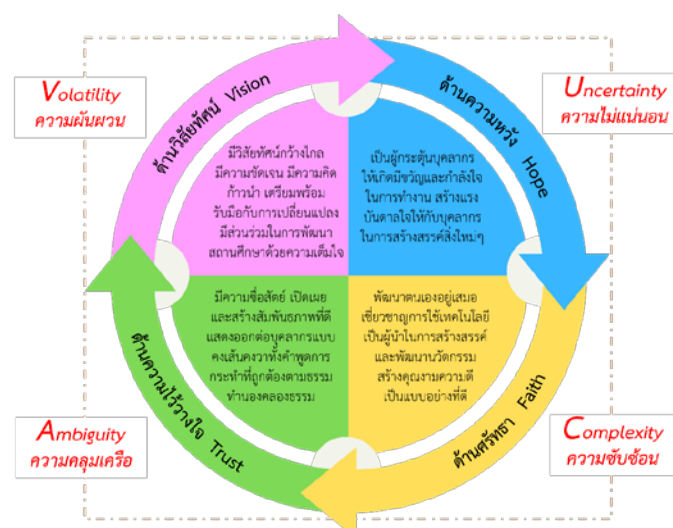 Volatility
ความผันผวน
Uncertainty
ความไม่แน่นอน
ด้านวิสัยทัศน์ Vision
ด้านความหวัง Hope
มีวิสัยทัศน์กว้างไกล
มีความชัดเจน มีความคิด
ก้าวนำ เตรียมพร้อม
รับมือกับการเปลี่ยนแปลง
มีส่วนร่วมในการพัฒนา
สถานศึกษาด้วยความเต็มใจ
เป็นผู้กระตุ้นบุคลากร
ให้เกิดมีขวัญและกำลังใจ
ในการทำงาน สร้างแรง
บันดาลใจให้กับบุคลากร
ในการสร้างสรรค์สิ่งใหม่ๆ
มีความซื่อสัตย์ เปิดเผย
และสร้างสัมพันธภาพที่ดี
แสดงออกต่อบุคลากรแบบ
คงเส้นคงวาทั้งคำพูดการ
กระทำที่ถูกต้องตามธรรม
ทำนองคลองธรรม
พัฒนาตนเองอยู่เสมอ
เชี่ยวชาญการใช้เทคโนโลยี
เป็นผู้นำในการสร้างสรรค์
และพัฒนานวัตกรรม
สร้างคุณงามความดี
เป็นแบบอย่างที่ดี
ด้านความไว้วางใจ Trust
ด้านศรัทธา Faith
Ambiguity
ความคลุมเครือ
Complexity
ความซับซ้อน